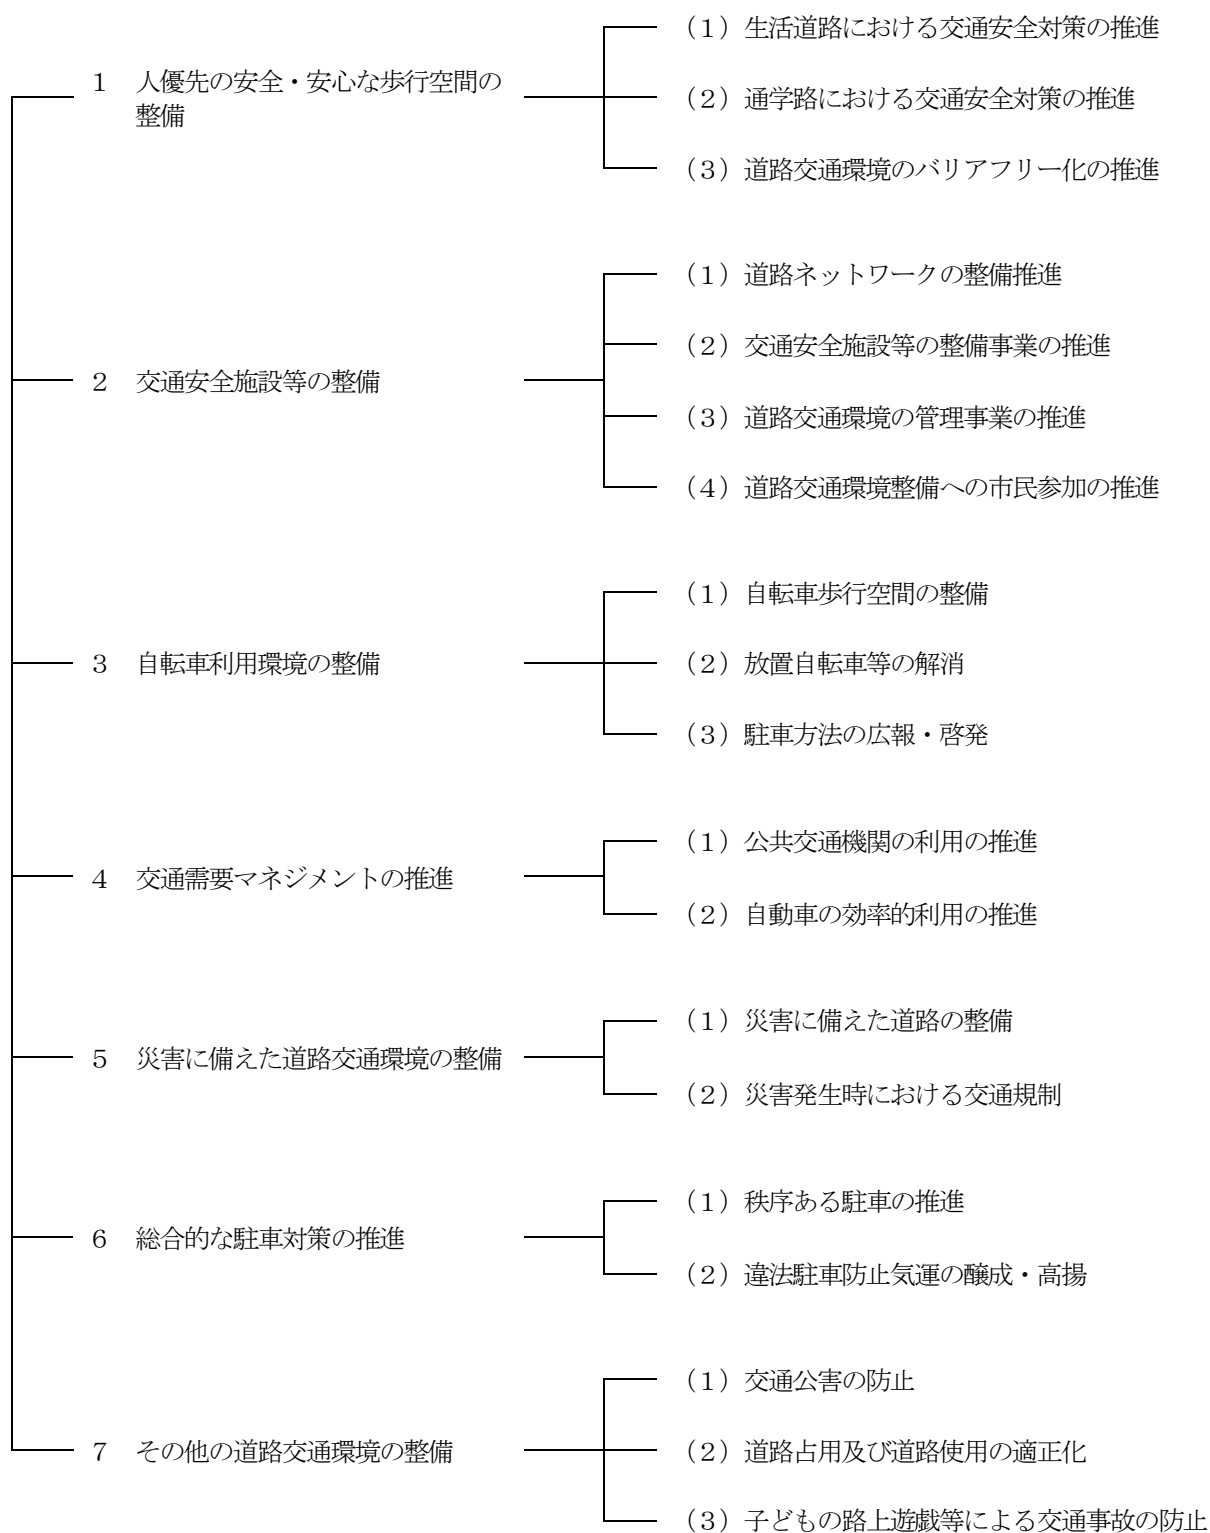 １　人優先の安全・安心な歩行空間の
整備
（１）生活道路における交通安全対策の推進
（２）通学路における交通安全対策の推進
（３）道路交通環境のバリアフリー化の推進
２　交通安全施設等の整備
（１）道路ネットワークの整備推進
（２）交通安全施設等の整備事業の推進
（３）道路交通環境の管理事業の推進
（４）道路交通環境整備への市民参加の推進
３　自転車利用環境の整備
（１）自転車歩行空間の整備
（２）放置自転車等の解消
（３）駐車方法の広報・啓発
４　交通需要マネジメントの推進
（１）公共交通機関の利用の推進
（２）自動車の効率的利用の推進
５　災害に備えた道路交通環境の整備
（１）災害に備えた道路の整備
（２）災害発生時における交通規制
６　総合的な駐車対策の推進
（１）秩序ある駐車の推進
（２）違法駐車防止気運の醸成・高揚
７　その他の道路交通環境の整備
（１）交通公害の防止
（２）道路占用及び道路使用の適正化
（３）子どもの路上遊戯等による交通事故の防止